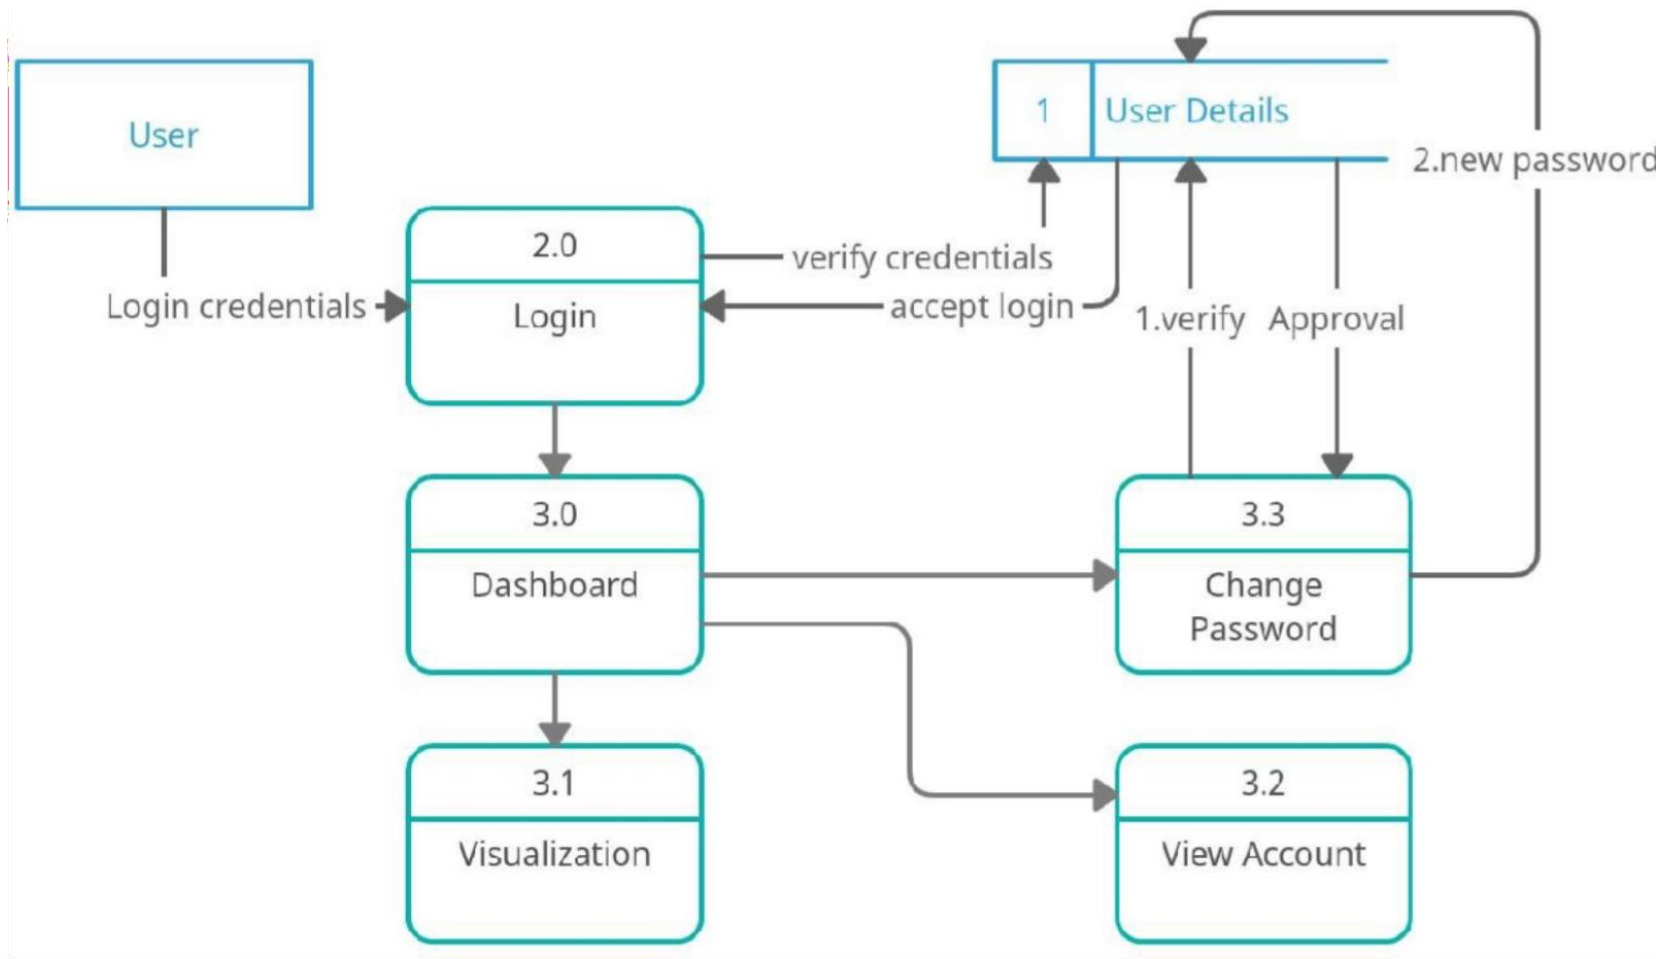 User
1
User Details
2.new password
2.0
Login
verify credentials
Login credentials
accept login
1.verify
Approval
3.0
Dashboard
3.3
Change
Password
3.1
Visualization
3.2
View Account